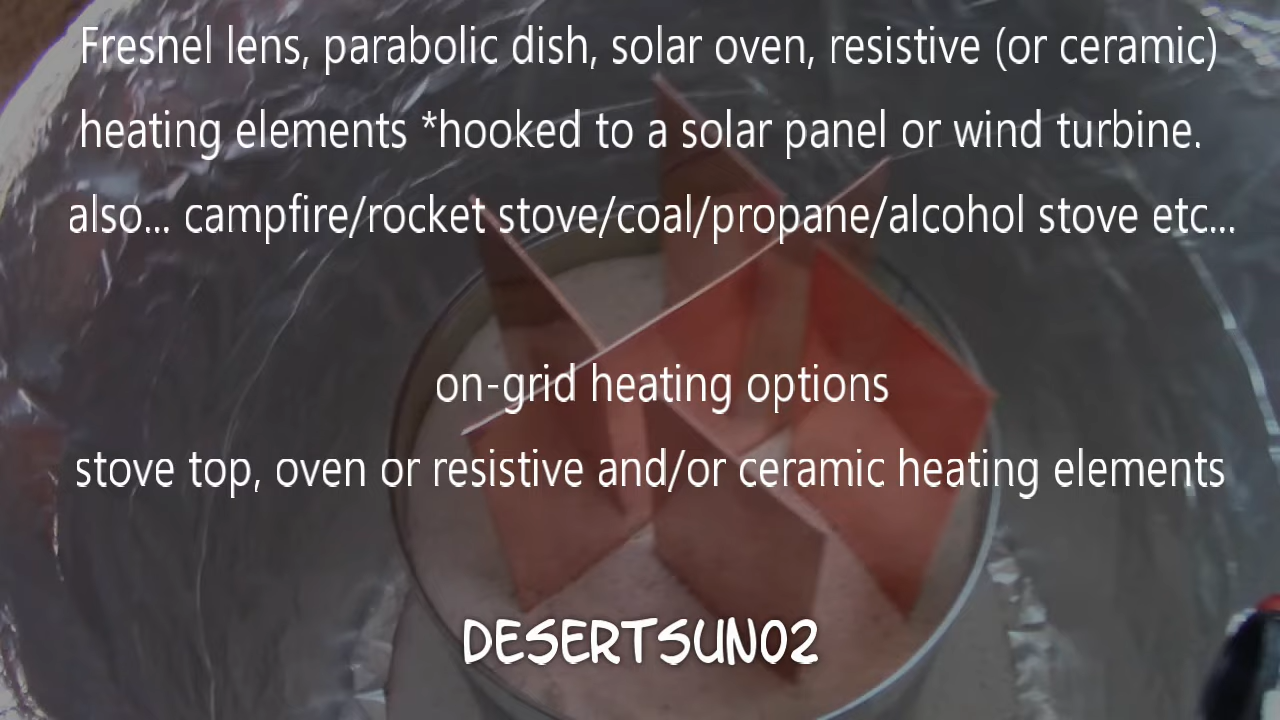 Fresnel lens, parabolic dish, solar oven, resistive (or ceramic)
heating elements *hooked to a solar panel or wind turbine.
also... campfire/rocket stove/coal/propane/alcohol stove etc...
on-grid heating options
stove top, oven or resistive and/or ceramic heating elements
DESERTSUN02